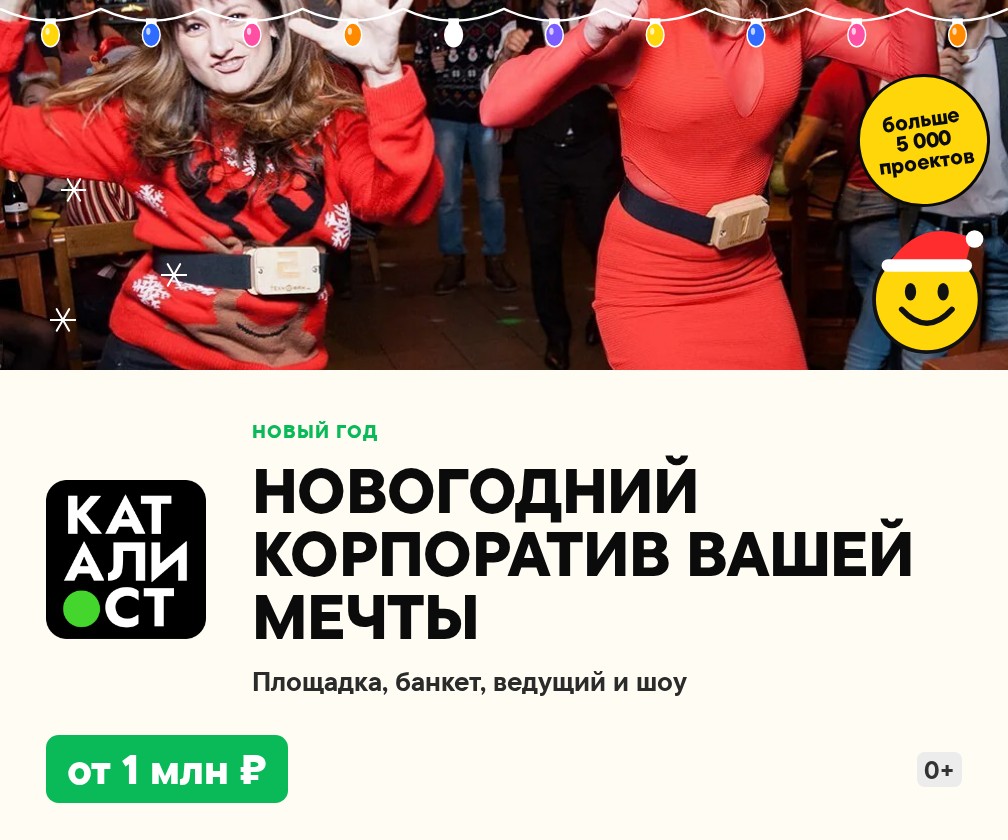 больше
5 000
проектов
НОВЫЙ ГОД
НОВОГОДНИЙ
КОРПОРАТИВ ВАШЕЙ
МЕЧТЫ
КАТ
АЛИ
СТ
Площадка, банкет, ведущий и шоу
от 1 млн ₽
0+